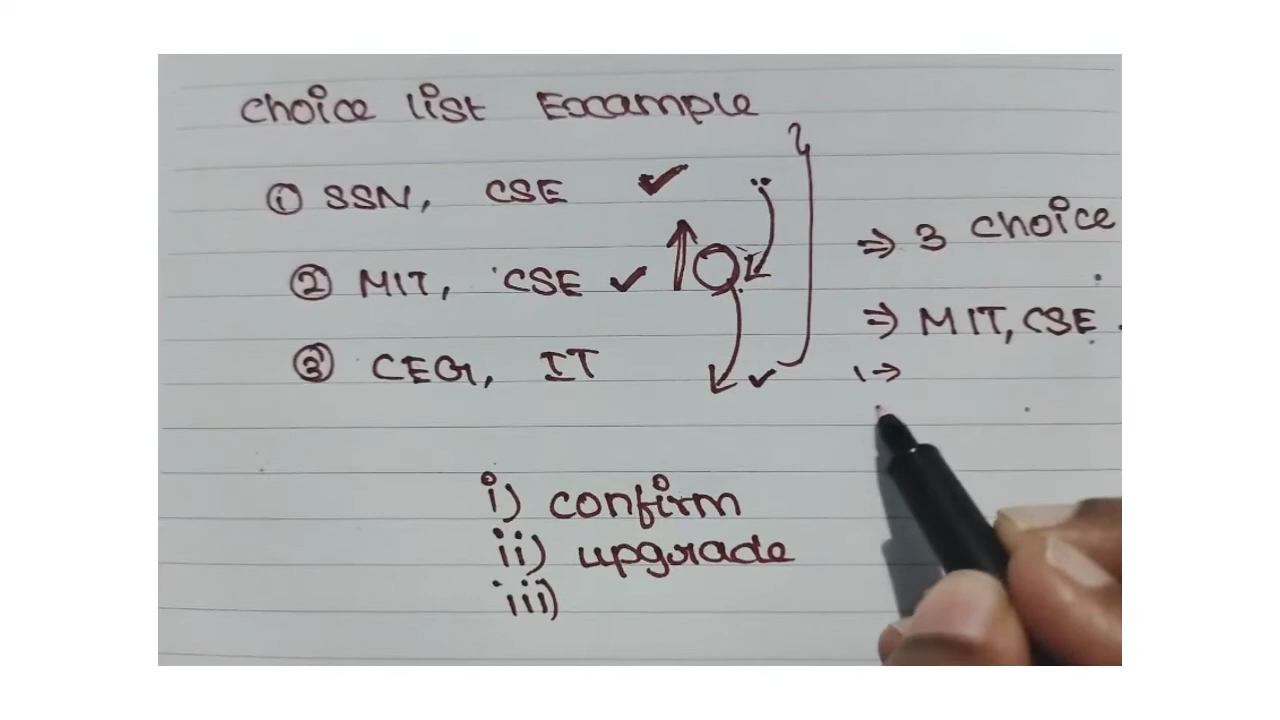 choice list Example
① SSN, CSE ✓
⇒ 3 choice
② MIT, CSE ✓
⇒ MIT, CSE.
③ CEG, IT ✓
1 →
i) confirm
ii) upgrade
iii)